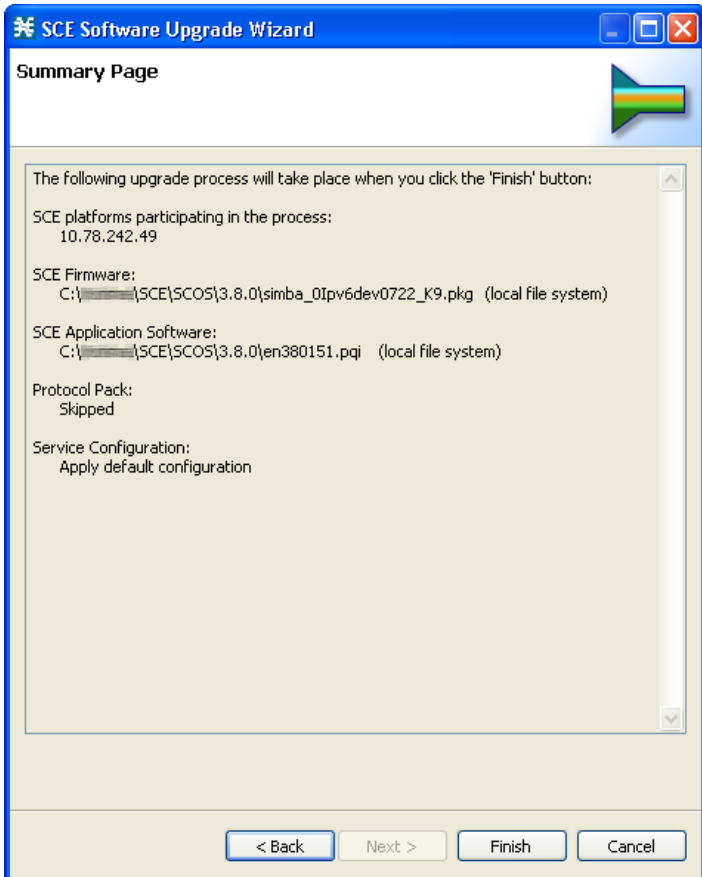 SCE Software Upgrade Wizard
Summary Page
The following upgrade process will take place when you click the 'Finish' button:
SCE platforms participating in the process:
10.78.242.49
SCE Firmware:
C:\ \SCE\SCOS\3.8.0\simba_0Ipv6dev0722_K9.pkg (local file system)
SCE Application Software:
C:\ \SCE\SCOS\3.8.0\en380151.pqi (local file system)
Protocol Pack:
Skipped
Service Configuration:
Apply default configuration
< Back Next > Finish Cancel